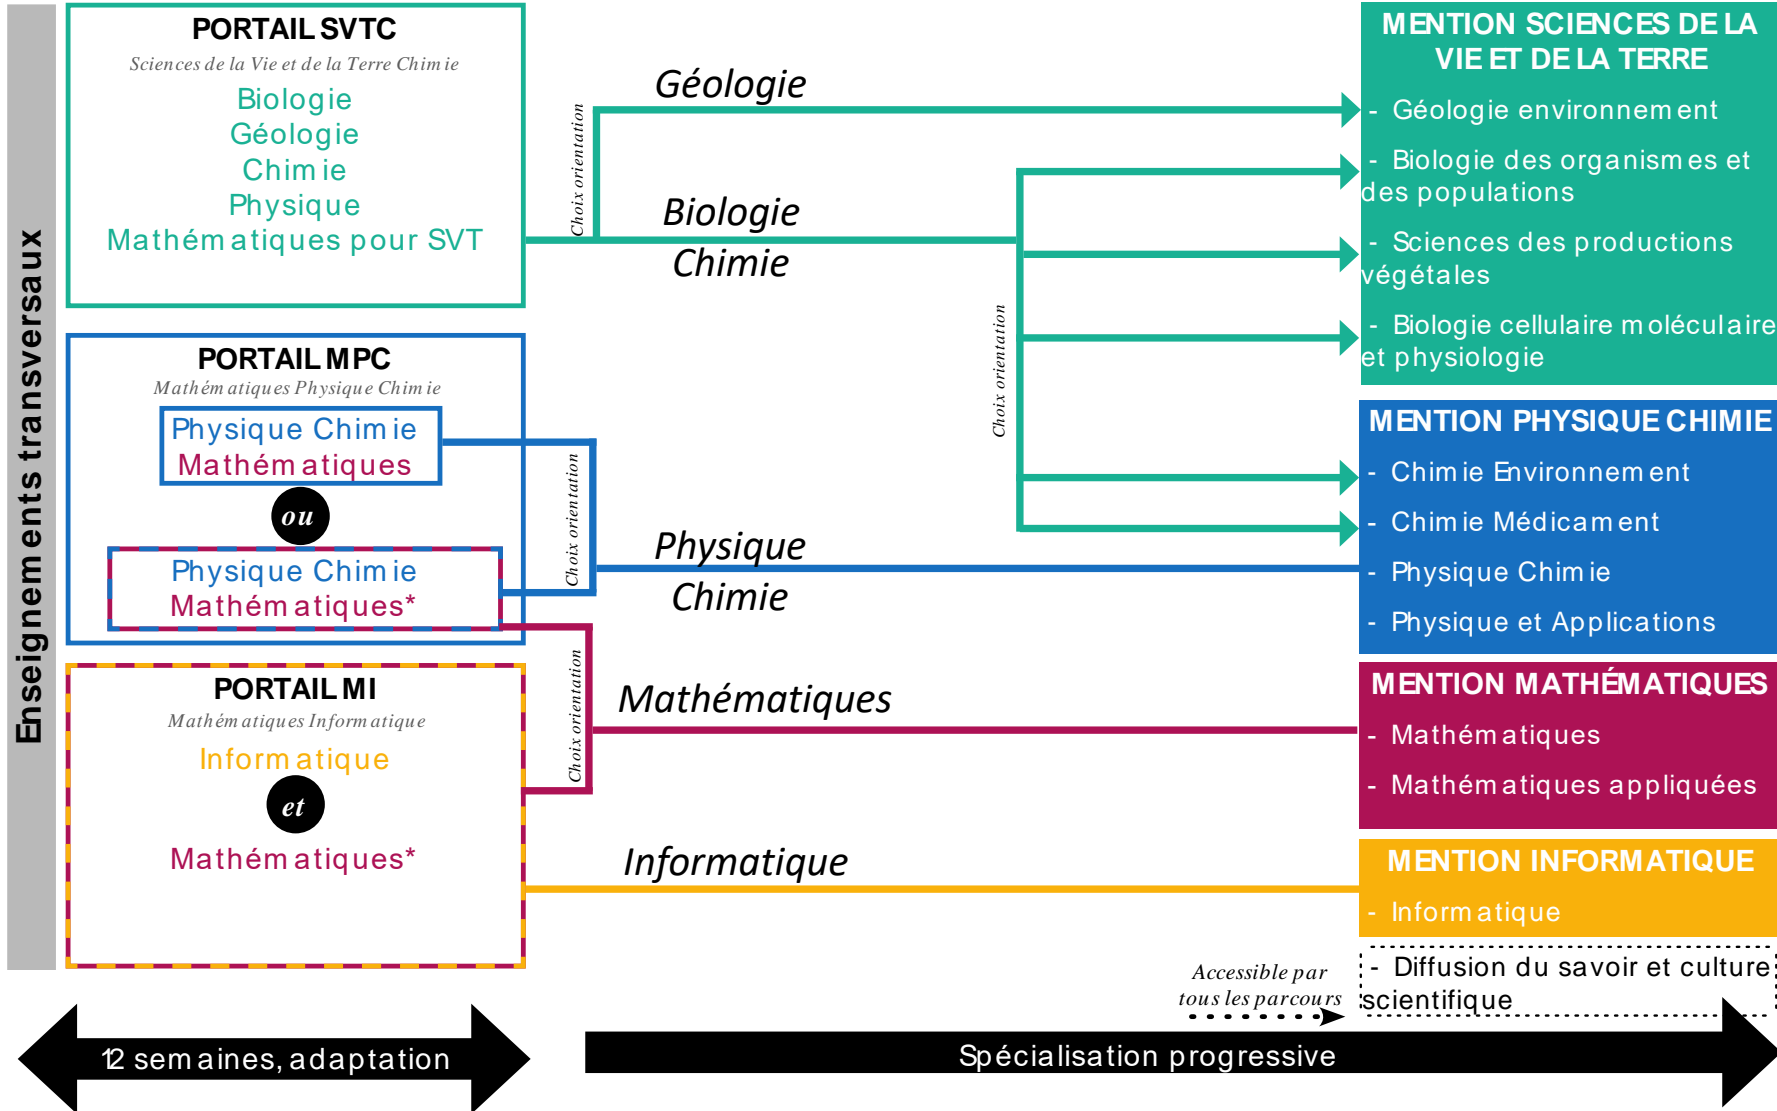 Enseignements transversaux
PORTAIL SVTC
Sciences de la Vie et de la Terre Chimie
Biologie
Géologie
Chimie
Physique
Mathématiques pour SVT
PORTAIL MPC
Mathématiques Physique Chimie
Physique Chimie
Mathématiques
ou
Physique Chimie
Mathématiques*
PORTAIL MI
Mathématiques Informatique
Informatique
et
Mathématiques*
Choix orientation
Géologie
Biologie
Chimie
Choix orientation
Choix orientation
Physique
Chimie
Choix orientation
Mathématiques
Informatique
MENTION SCIENCES DE LA
VIE ET DE LA TERRE
- Géologie environnement
- Biologie des organismes et
des populations
- Sciences des productions
végétales
- Biologie cellulaire moléculaire
et physiologie
MENTION PHYSIQUE CHIMIE
- Chimie Environnement
- Chimie Médicament
- Physique Chimie
- Physique et Applications
MENTION MATHÉMATIQUES
- Mathématiques
- Mathématiques appliquées
MENTION INFORMATIQUE
- Informatique
Accessible par
tous les parcours
- Diffusion du savoir et culture
scientifique
12 semaines, adaptation
Spécialisation progressive